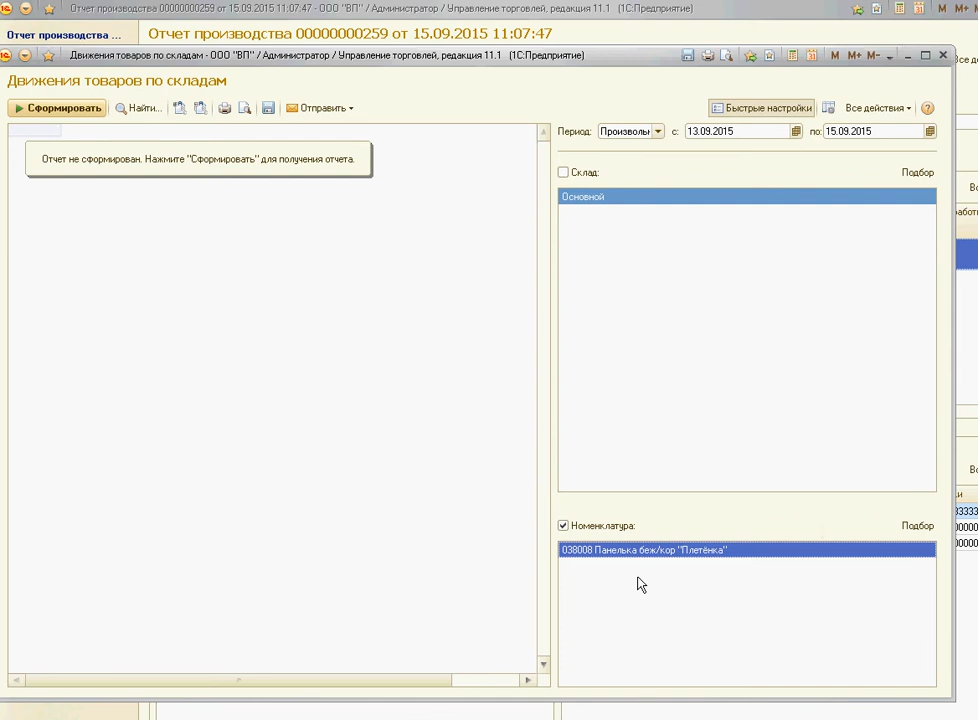 Отчет производства 00000000259 от 15.09.2015 11:07:47 - ООО "ВП" / Администратор / Управление торговлей, редакция 11.1 (1С:Предприятие)
M M+
Отчет производства ...
Отчет производства 00000000259 от 15.09.2015 11:07:47
Движения товаров по складам - ООО "ВП" / Администратор / Управление торговлей, редакция 11.1 (1С:Предприятие)
M M+ M-
Движения товаров по складам
Сформировать
Найти...
Отправить
Быстрые настройки
Все действия
Период: Произволь с: 13.09.2015 по: 15.09.2015
Отчет не сформирован. Нажмите "Сформировать" для получения отчета.
Склад:
Подбор
Основной
Номенклатура:
Подбор
038008 Панелька беж/кор "Плетёнка"